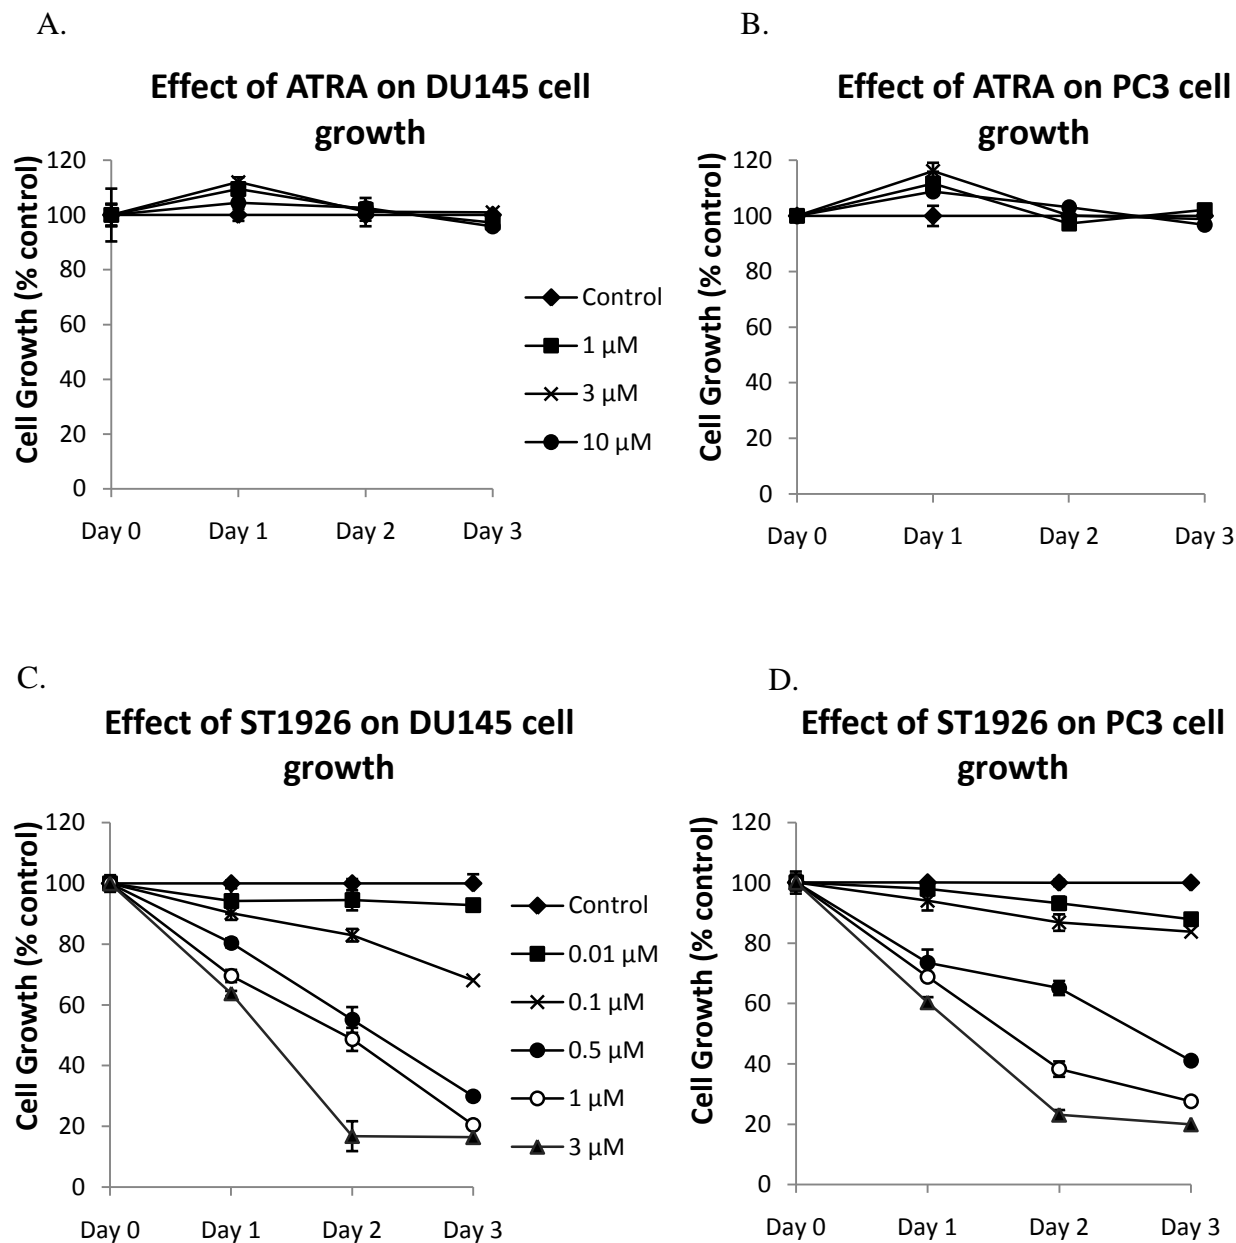 A.
Effect of ATRA on DU145 cell
growth
Cell Growth (% control)
120
100
80
60
40
20
0
Day 0 Day 1 Day 2 Day 3
Control
1 µM
3 µM
10 µM
B.
Effect of ATRA on PC3 cell
growth
Cell Growth (% control)
120
100
80
60
40
20
0
Day 0 Day 1 Day 2 Day 3
C.
Effect of ST1926 on DU145 cell
growth
Cell Growth (% control)
120
100
80
60
40
20
0
Day 0 Day 1 Day 2 Day 3
Control
0.01 µM
0.1 µM
0.5 µM
1 µM
3 µM
D.
Effect of ST1926 on PC3 cell
growth
Cell Growth (% control)
120
100
80
60
40
20
0
Day 0 Day 1 Day 2 Day 3